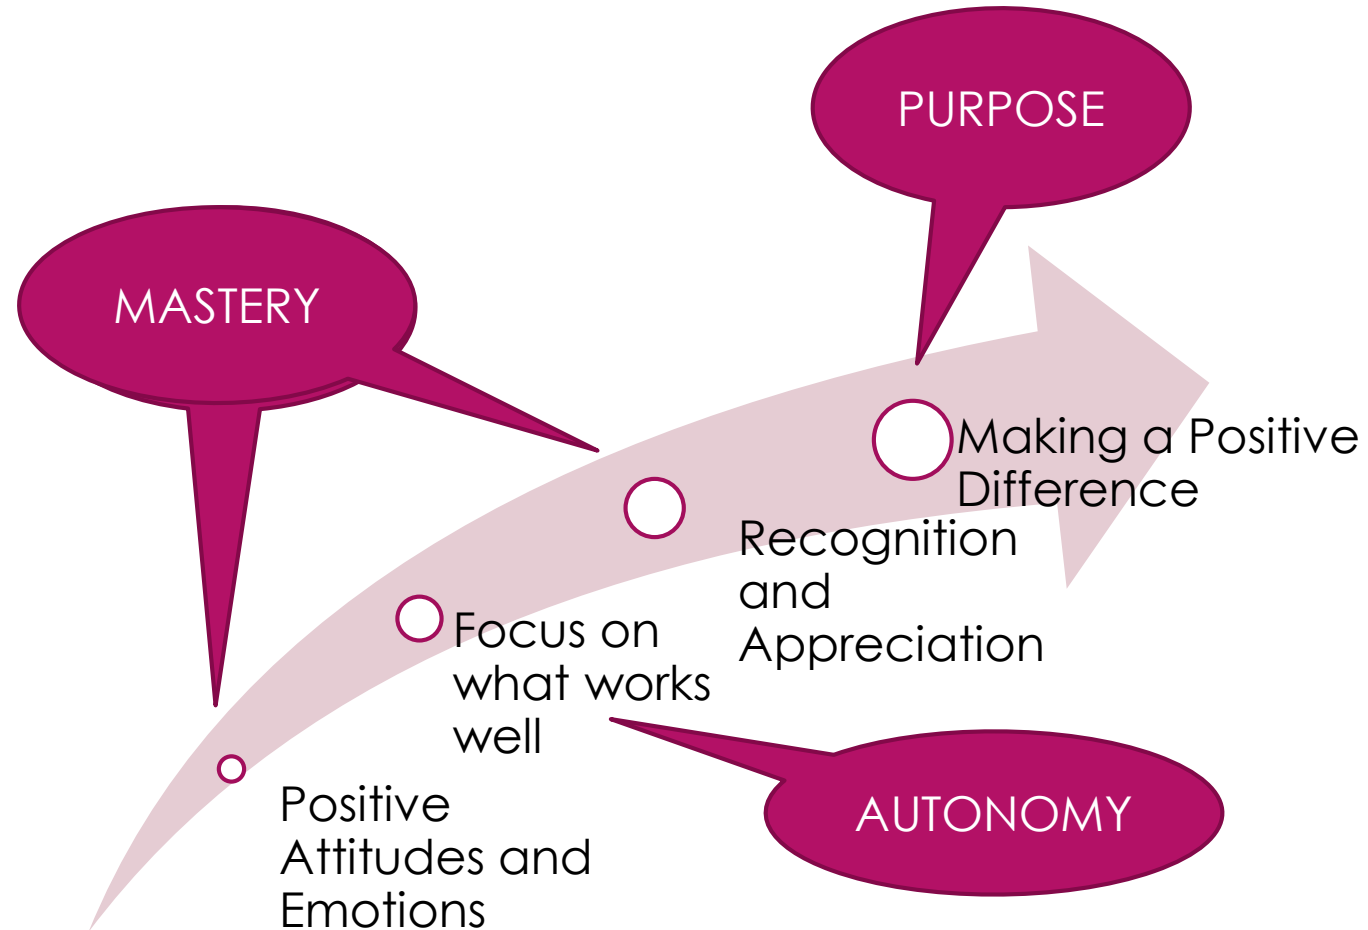 PURPOSE
MASTERY
Making a Positive
Difference
Recognition
and
Appreciation
Focus on
what works
well
Positive
Attitudes and
Emotions
AUTONOMY